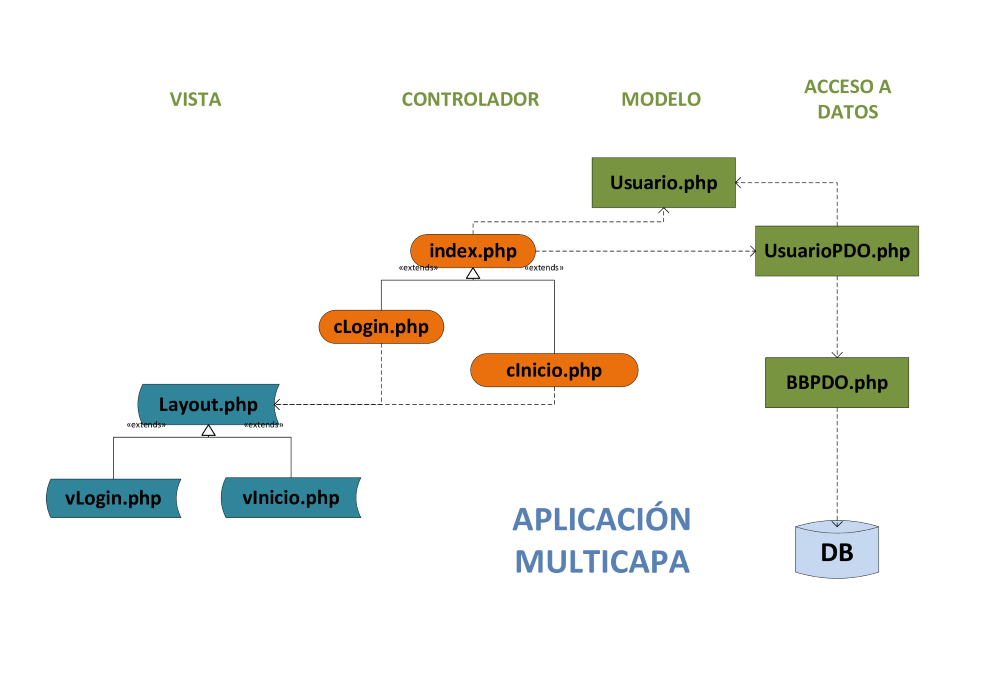 VISTA
CONTROLADOR
MODELO
ACCESO A
DATOS
Usuario.php
index.php
UsuarioPDO.php
«extends»
«extends»
cLogin.php
cInicio.php
BBPDO.php
Layout.php
«extends»
«extends»
vLogin.php
vInicio.php
APLICACIÓN
MULTICAPA
DB